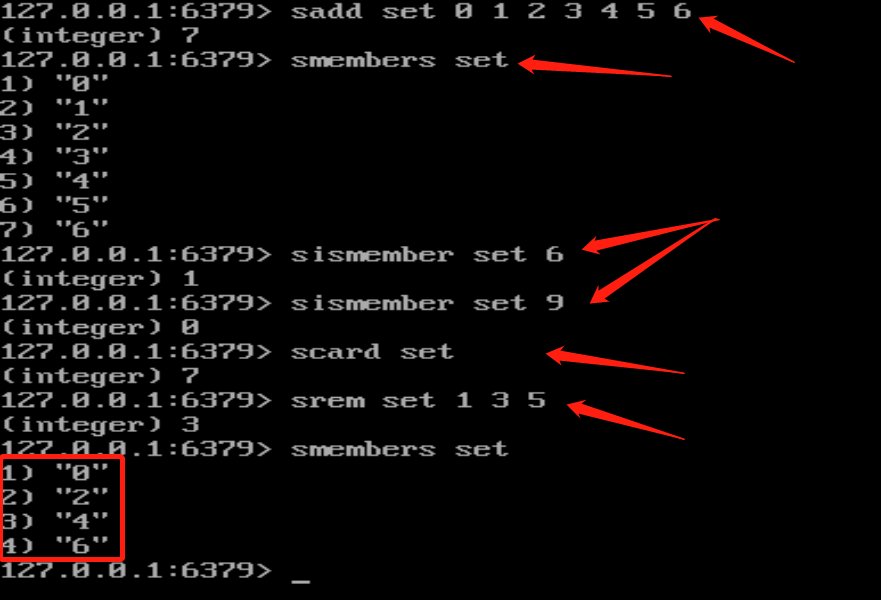 127.0.0.1:6379> sadd set 0 1 2 3 4 5 6
(integer) 7
127.0.0.1:6379> smembers set
1) "0"
2) "1"
3) "2"
4) "3"
5) "4"
6) "5"
7) "6"
127.0.0.1:6379> sismember set 6
(integer) 1
127.0.0.1:6379> sismember set 9
(integer) 0
127.0.0.1:6379> scard set
(integer) 7
127.0.0.1:6379> srem set 1 3 5
(integer) 3
127.0.0.1:6379> smembers set
1) "0"
2) "2"
3) "4"
4) "6"
127.0.0.1:6379> _